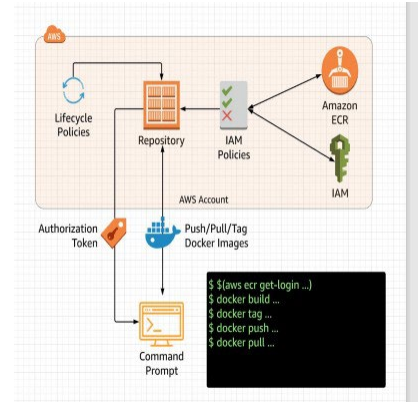 AWS
Lifecycle
Policies
Repository
IAM
Policies
Amazon
ECR
IAM
AWS Account
Authorization
Token
Push/Pull/Tag
Docker Images
Command
Prompt
$ $(aws ecr get-login ...)
$ docker build ...
$ docker tag ...
$ docker push ...
$ docker pull ...